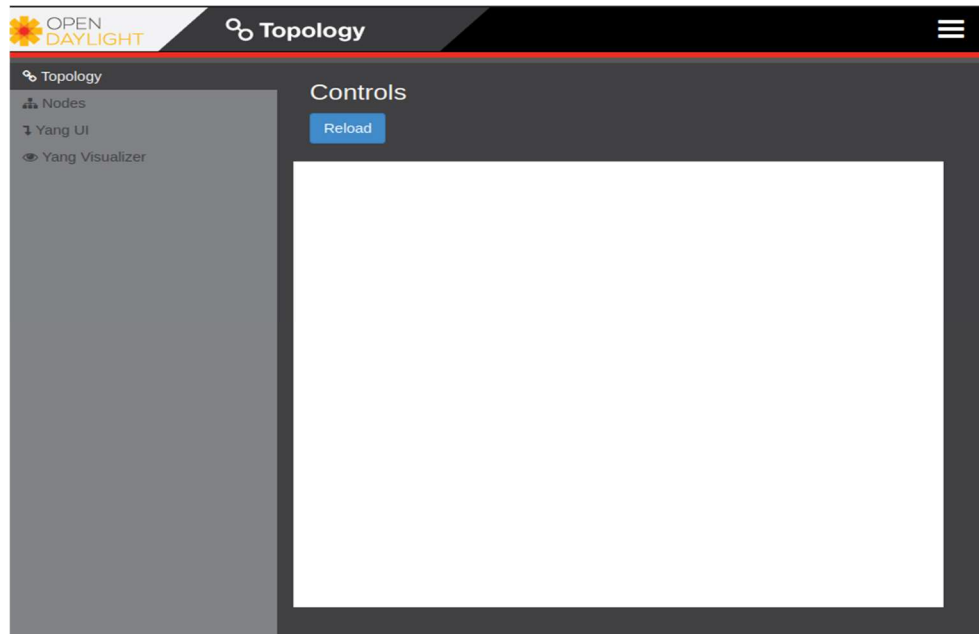 OPEN
DAYLIGHT
Topology
Topology
Nodes
Yang UI
Yang Visualizer
Controls
Reload